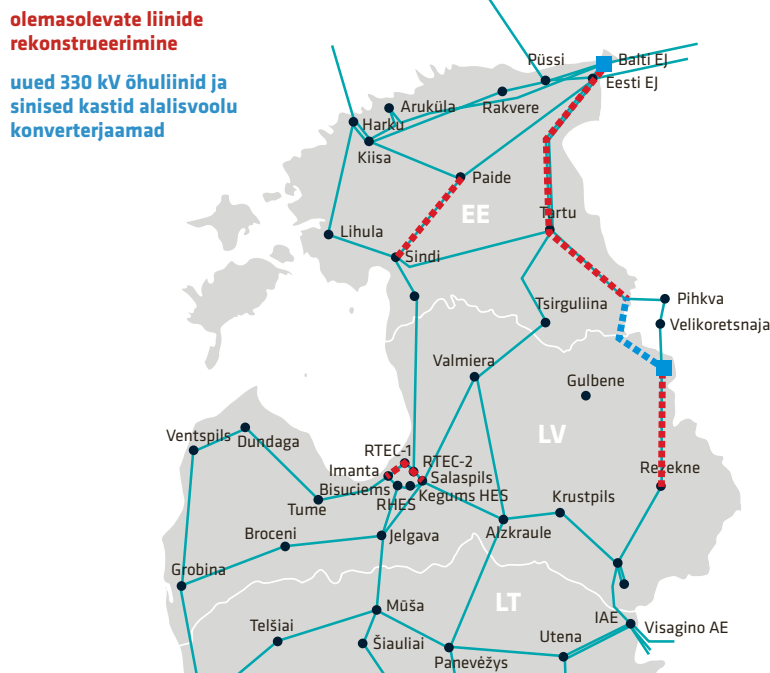 olemasolevate liinide
rekonstrueerimine
uued 330 kV õhuliinid ja
sinised kastid alalisvoolu
konverterjaamad
Püssi
Balti EJ
Eesti EJ
Aruküla
Rakvere
Harku
Kiisa
Paide
EE
Tartu
Lihula
Sindi
Tsirguliina
Pihkva
Velikoretsnaja
Valmiera
Gulbene
LV
Ventspils
Dundaga
RTEC-1
Imanta
RTEC-2
Salaspils
Bisuciems
Kegums HES
RHES
Rezekne
Tume
Krustpils
Broceni
Jelgava
Alzkraule
Grobina
LT
Mūša
IAE
Visagino AE
Telšiai
Šiauliai
Utena
Panevėžys